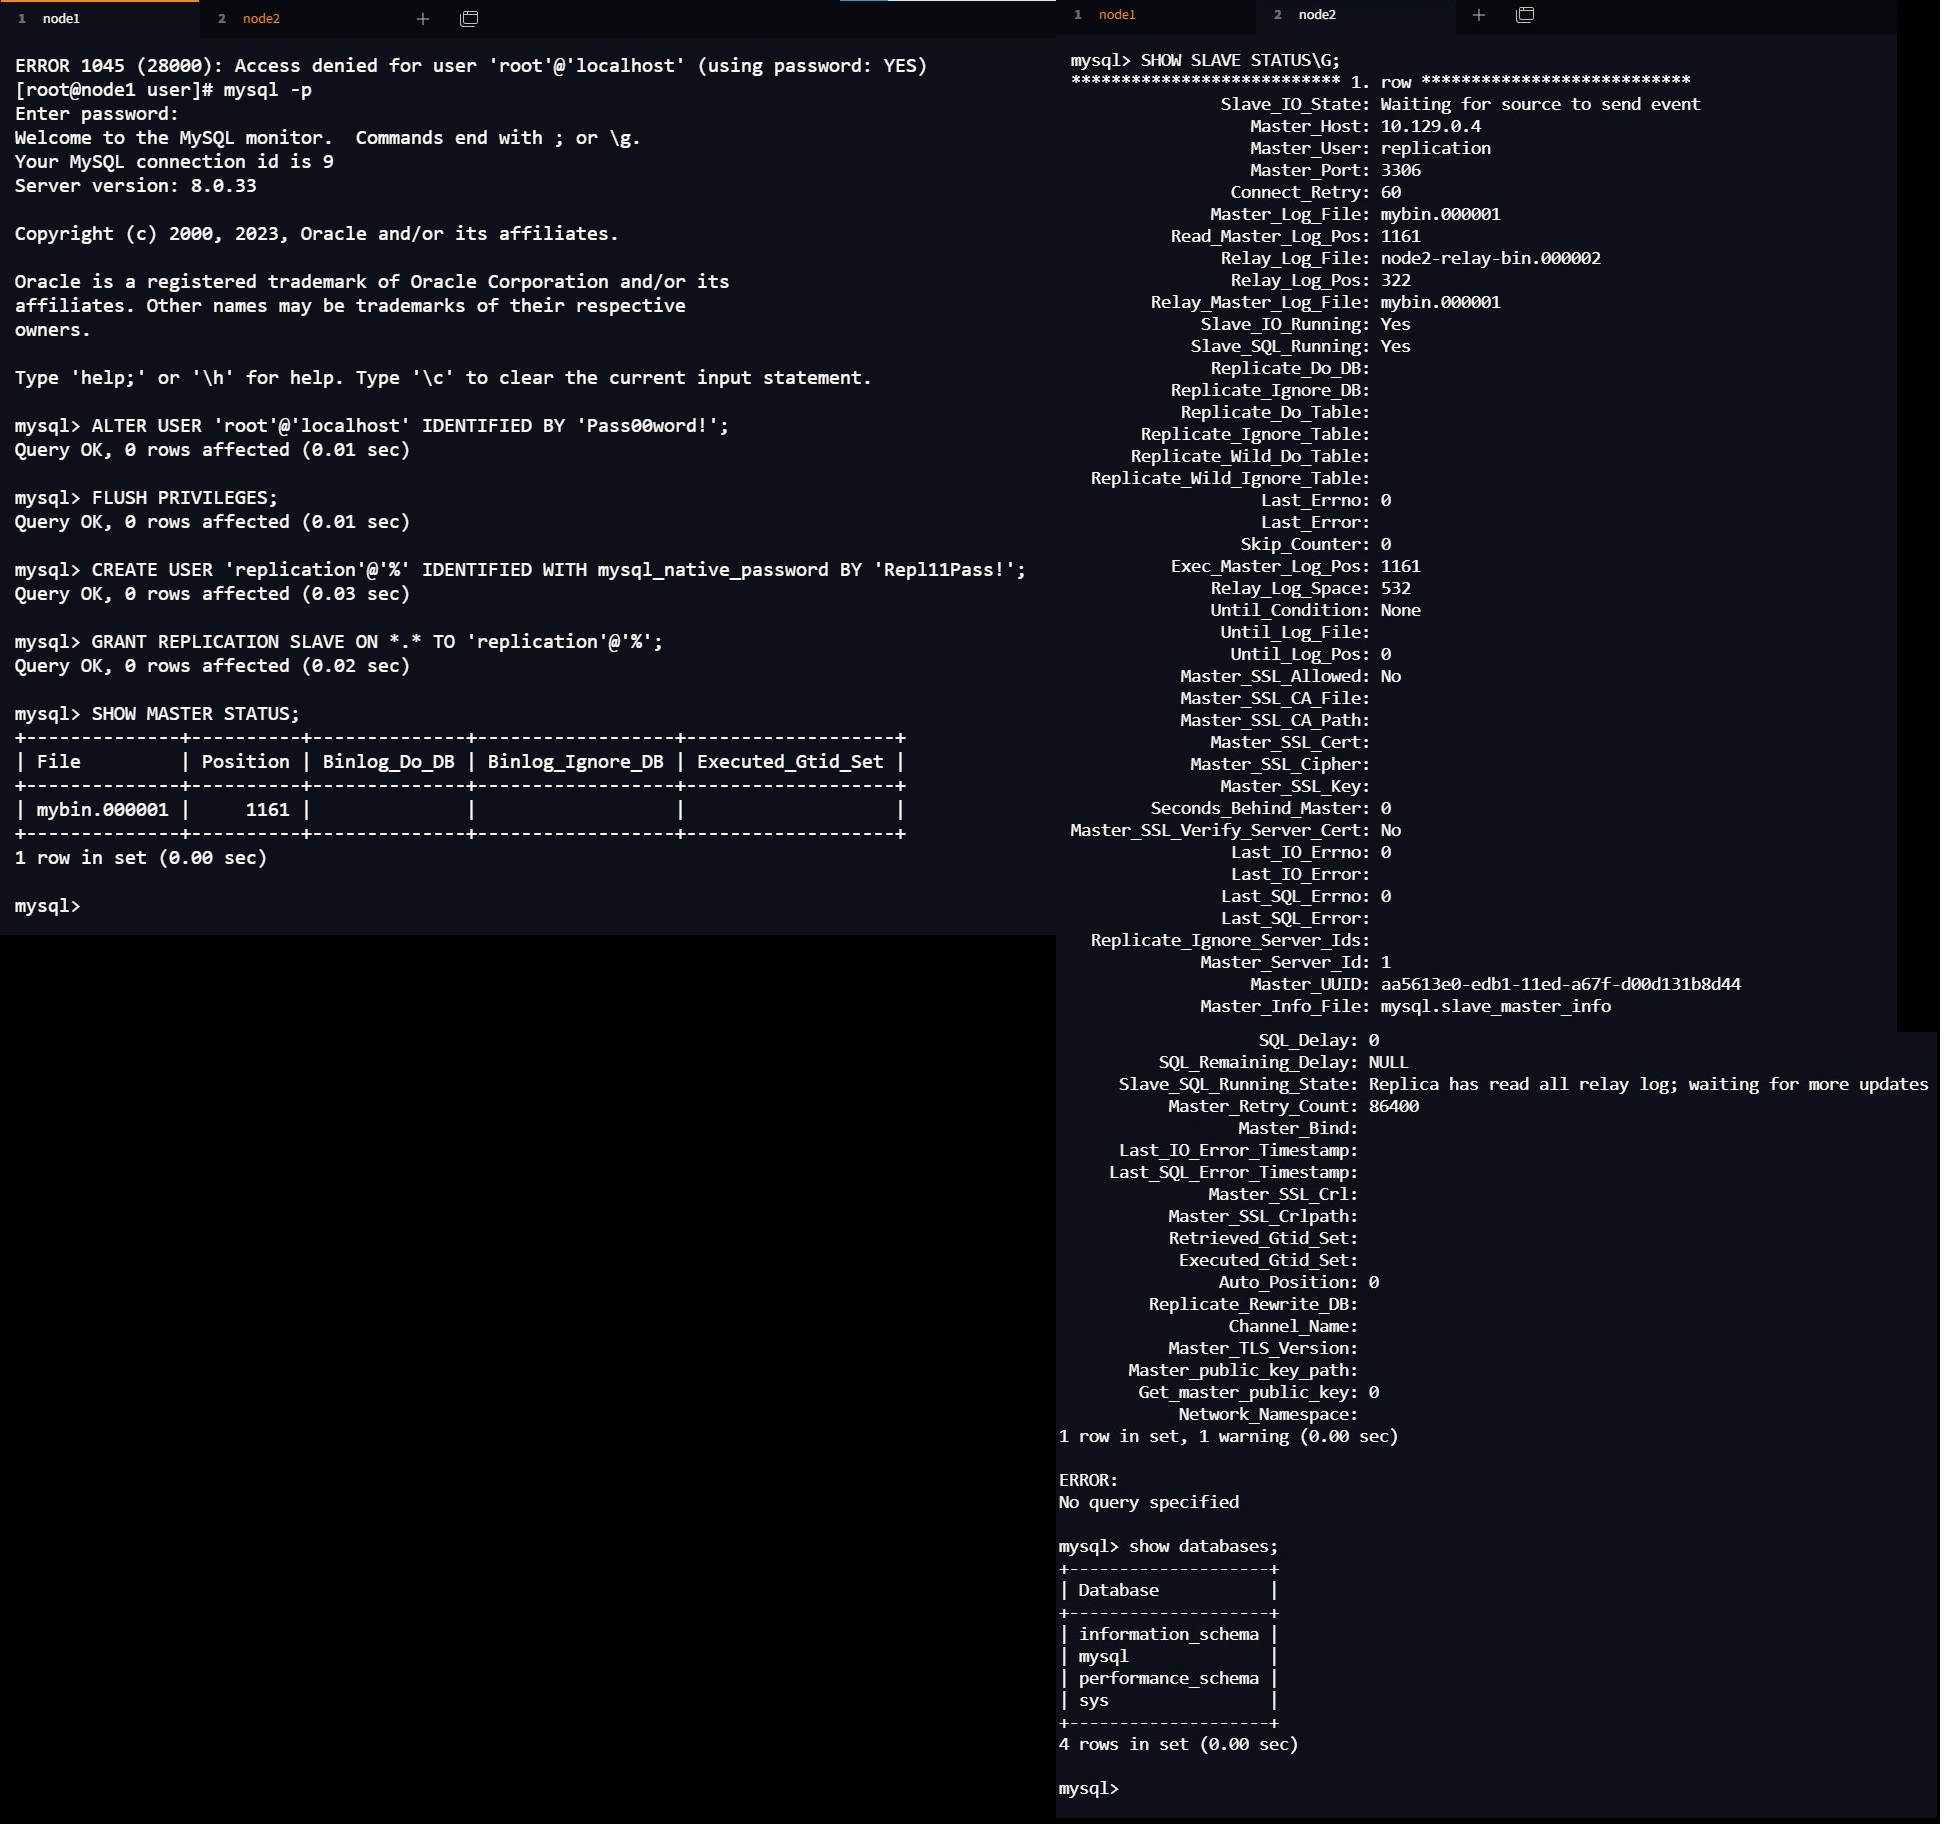 1 node1 2 node2 +
ERROR 1045 (28000): Access denied for user 'root'@'localhost' (using password: YES)
[root@node1 user]# mysql -p
Enter password:
Welcome to the MySQL monitor.  Commands end with ; or \g.
Your MySQL connection id is 9
Server version: 8.0.33
Copyright (c) 2000, 2023, Oracle and/or its affiliates.
Oracle is a registered trademark of Oracle Corporation and/or its
affiliates. Other names may be trademarks of their respective
owners.
Type 'help;' or '\h' for help. Type '\c' to clear the current input statement.
mysql> ALTER USER 'root'@'localhost' IDENTIFIED BY 'Pass00word!';
Query OK, 0 rows affected (0.01 sec)
mysql> FLUSH PRIVILEGES;
Query OK, 0 rows affected (0.01 sec)
mysql> CREATE USER 'replication'@'%' IDENTIFIED WITH mysql_native_password BY 'Repl11Pass!';
Query OK, 0 rows affected (0.03 sec)
mysql> GRANT REPLICATION SLAVE ON *.* TO 'replication'@'%';
Query OK, 0 rows affected (0.02 sec)
mysql> SHOW MASTER STATUS;
+---------------+----------+--------------+------------------+-------------------+
| File          | Position | Binlog_Do_DB | Binlog_Ignore_DB | Executed_Gtid_Set |
+---------------+----------+--------------+------------------+-------------------+
| mybin.000001 |     1161 |              |                  |                   |
+---------------+----------+--------------+------------------+-------------------+
1 row in set (0.00 sec)
mysql>
1 node1 2 node2 +
mysql> SHOW SLAVE STATUS\G;
*************************** 1. row ***************************
Slave_IO_State: Waiting for source to send event
Master_Host: 10.129.0.4
Master_User: replication
Master_Port: 3306
Connect_Retry: 60
Master_Log_File: mybin.000001
Read_Master_Log_Pos: 1161
Relay_Log_File: node2-relay-bin.000002
Relay_Log_Pos: 322
Relay_Master_Log_File: mybin.000001
Slave_IO_Running: Yes
Slave_SQL_Running: Yes
Replicate_Do_DB:
Replicate_Ignore_DB:
Replicate_Do_Table:
Replicate_Ignore_Table:
Replicate_Wild_Do_Table:
Replicate_Wild_Ignore_Table:
Last_Errno: 0
Last_Error:
Skip_Counter: 0
Exec_Master_Log_Pos: 1161
Relay_Log_Space: 532
Until_Condition: None
Until_Log_File:
Until_Log_Pos: 0
Master_SSL_Allowed: No
Master_SSL_CA_File:
Master_SSL_CA_Path:
Master_SSL_Cert:
Master_SSL_Cipher:
Master_SSL_Key:
Seconds_Behind_Master: 0
Master_SSL_Verify_Server_Cert: No
Last_IO_Errno: 0
Last_IO_Error:
Last_SQL_Errno: 0
Last_SQL_Error:
Replicate_Ignore_Server_Ids:
Master_Server_Id: 1
Master_UUID: aa5613e0-edb1-11ed-a67f-d00d131b8d44
Master_Info_File: mysql.slave_master_info
SQL_Delay: 0
SQL_Remaining_Delay: NULL
Slave_SQL_Running_State: Replica has read all relay log; waiting for more updates
Master_Retry_Count: 86400
Master_Bind:
Last_IO_Error_Timestamp:
Last_SQL_Error_Timestamp:
Master_SSL_Crl:
Master_SSL_Crlpath:
Retrieved_Gtid_Set:
Executed_Gtid_Set:
Auto_Position: 0
Replicate_Rewrite_DB:
Channel_Name:
Master_TLS_Version:
Master_public_key_path:
Get_master_public_key: 0
Network_Namespace:
1 row in set, 1 warning (0.00 sec)
ERROR:
No query specified
mysql> show databases;
+--------------------+
| Database           |
+--------------------+
| information_schema |
| mysql              |
| performance_schema |
| sys                |
+--------------------+
4 rows in set (0.00 sec)
mysql>